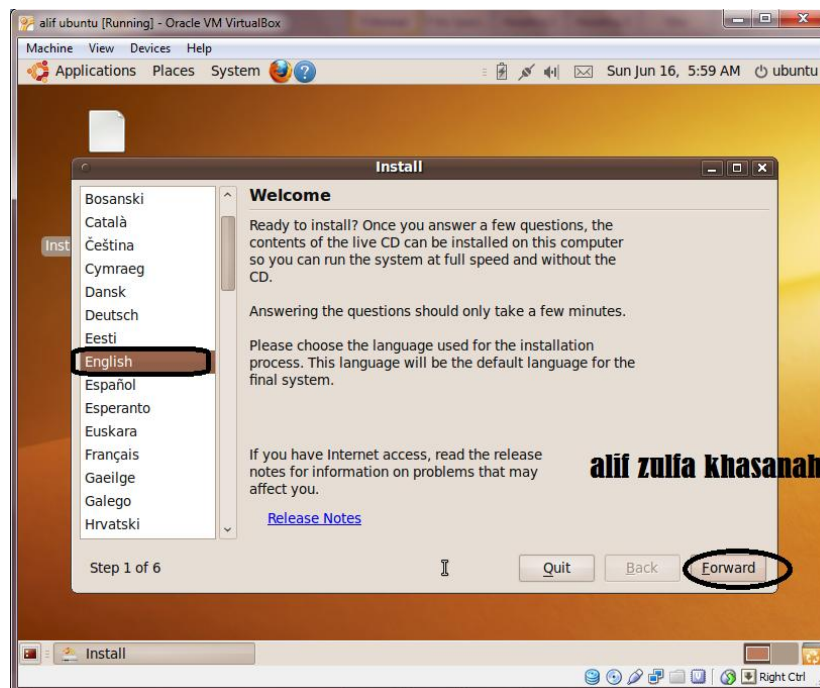 alif ubuntu [Running] - Oracle VM VirtualBox
Machine View Devices Help
Applications Places System Sun Jun 16, 5:59 AM ubuntu
Install
Inst
Bosanski
Català
Čeština
Cymraeg
Dansk
Deutsch
Eesti
English
Español
Esperanto
Euskara
Français
Gaeilge
Galego
Hrvatski
Welcome
Ready to install? Once you answer a few questions, the
contents of the live CD can be installed on this computer
so you can run the system at full speed and without the
CD.
Answering the questions should only take a few minutes.
Please choose the language used for the installation
process. This language will be the default language for the
final system.
If you have Internet access, read the release
notes for information on problems that may
affect you.
Release Notes
alif zulfa khasanah
Step 1 of 6
Quit Back Forward
Install
Right Ctrl